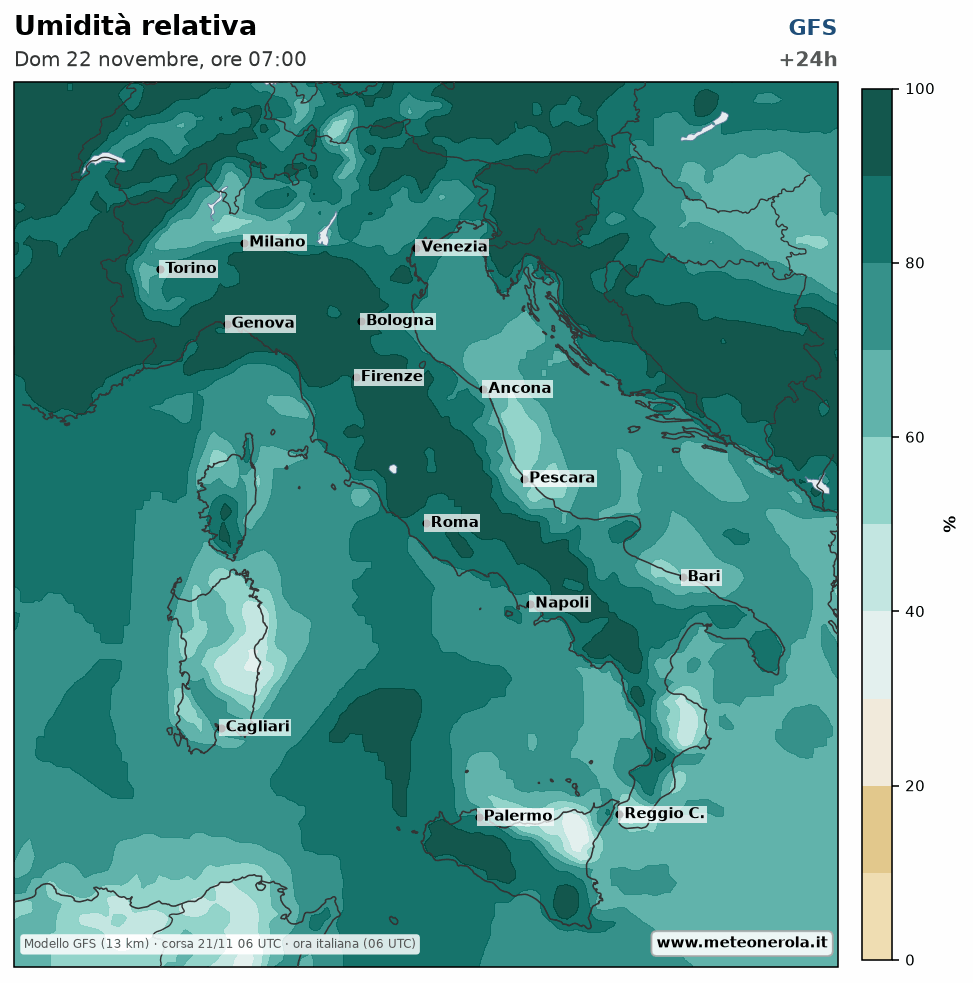 Umidità relativa
GFS
Dom 22 novembre, ore 07:00
+24h
100
80
60
40
20
0
%
Milano
Venezia
Torino
Genova
Bologna
Firenze
Ancona
Pescara
Roma
Bari
Napoli
Cagliari
Palermo
Reggio C.
Modello GFS (13 km) · corsa 21/11 06 UTC · ora italiana (06 UTC)
www.meteonerola.it